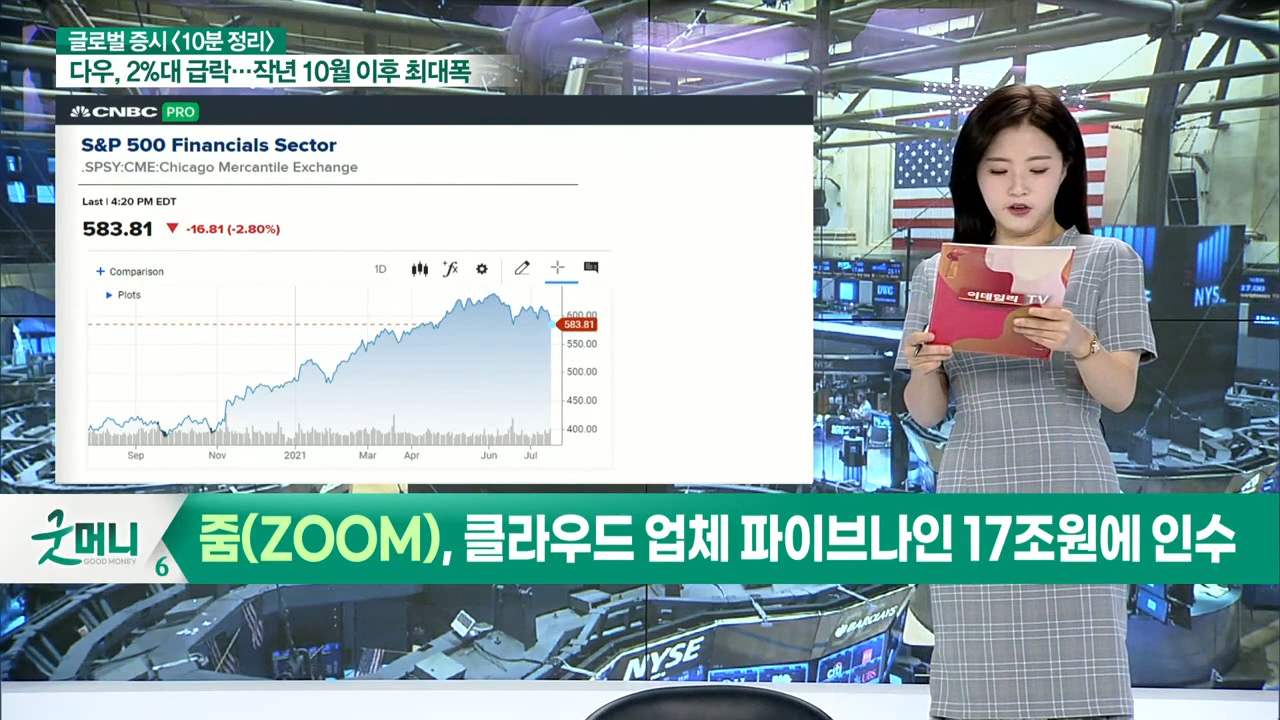 글로벌 증시 <10분 정리>
다우, 2%대 급락…작년 10월 이후 최대폭
CNBC PRO
S&P 500 Financials Sector
.SPSY:CME:Chicago Mercantile Exchange
Last | 4:20 PM EDT
583.81 ▼ -16.81 (-2.80%)
+ Comparison 1D
Plots
600.00
583.81
550.00
500.00
450.00
400.00
Sep Nov 2021 Mar Apr Jun Jul
이데일리 TV
NYS
굿머니
GOOD MONEY
6
줌(ZOOM), 클라우드 업체 파이브나인 17조원에 인수
BARCLAYS
NYSE
citi